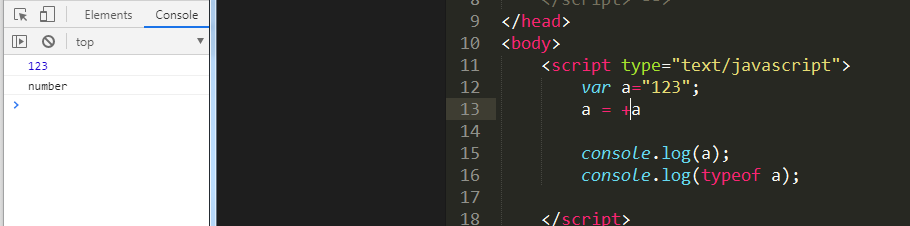 Elements Console
top
123
number
>
8 </script> -->
9 </head>
10 <body>
11 <script type="text/javascript">
12 var a="123";
13 a = +a
14
15 console.log(a);
16 console.log(typeof a);
17
18 </script>